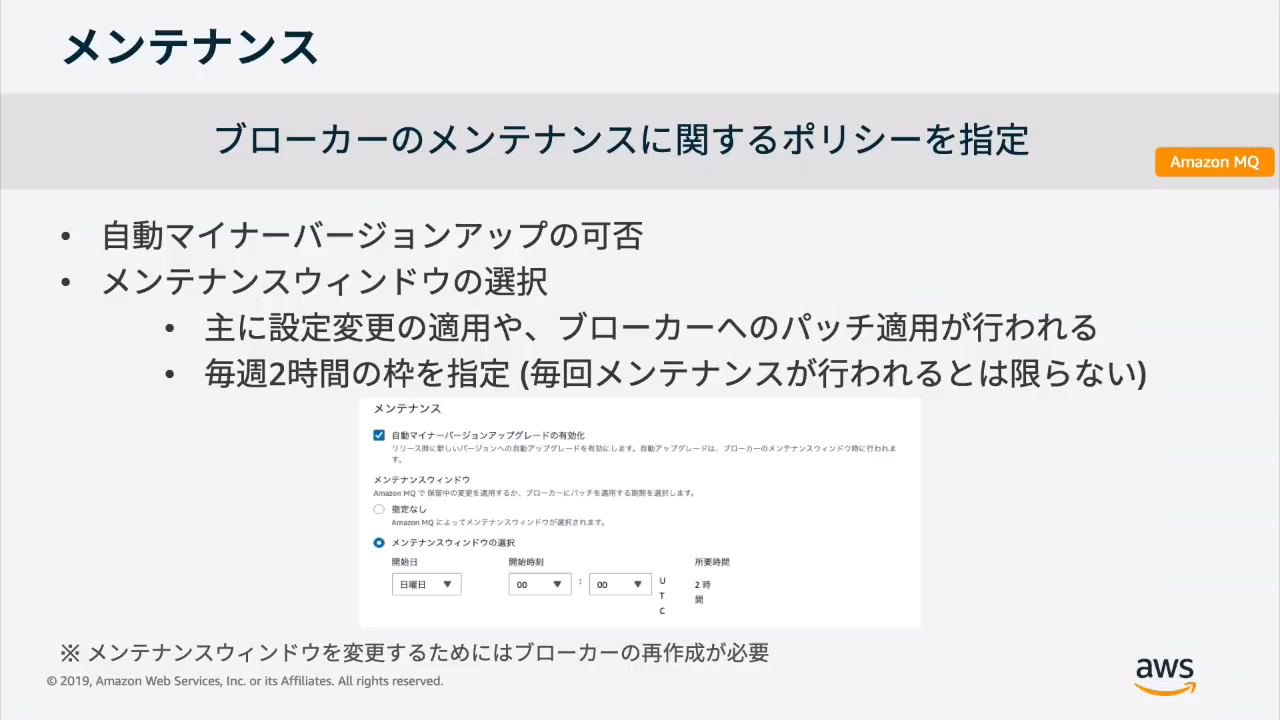 メンテナンス
ブローカーのメンテナンスに関するポリシーを指定
Amazon MQ
• 自動マイナーバージョンアップの可否
• メンテナンスウィンドウの選択
• 主に設定変更の適用や、ブローカーへのパッチ適用が行われる
• 毎週2時間の枠を指定 (毎回メンテナンスが行われるとは限らない)
メンテナンス
自動マイナーバージョンアップグレードの有効化
リリース時に新しいバージョンへの自動アップグレードを有効にします。自動アップグレードは、ブローカーのメンテナンスウィンドウ時に行われま
す。
メンテナンスウィンドウ
Amazon MQ で 保留中の変更を適用するか、ブローカーにパッチを適用する期間を選択します。
指定なし
Amazon MQ によってメンテナンスウィンドウが選択されます。
メンテナンスウィンドウの選択
開始日 開始時刻 所要時間
日曜日 ▼ 00 ▼ : 00 ▼ U 2 時
T 間
C
※ メンテナンスウィンドウを変更するためにはブローカーの再作成が必要
© 2019, Amazon Web Services, Inc. or its Affiliates. All rights reserved.
aws